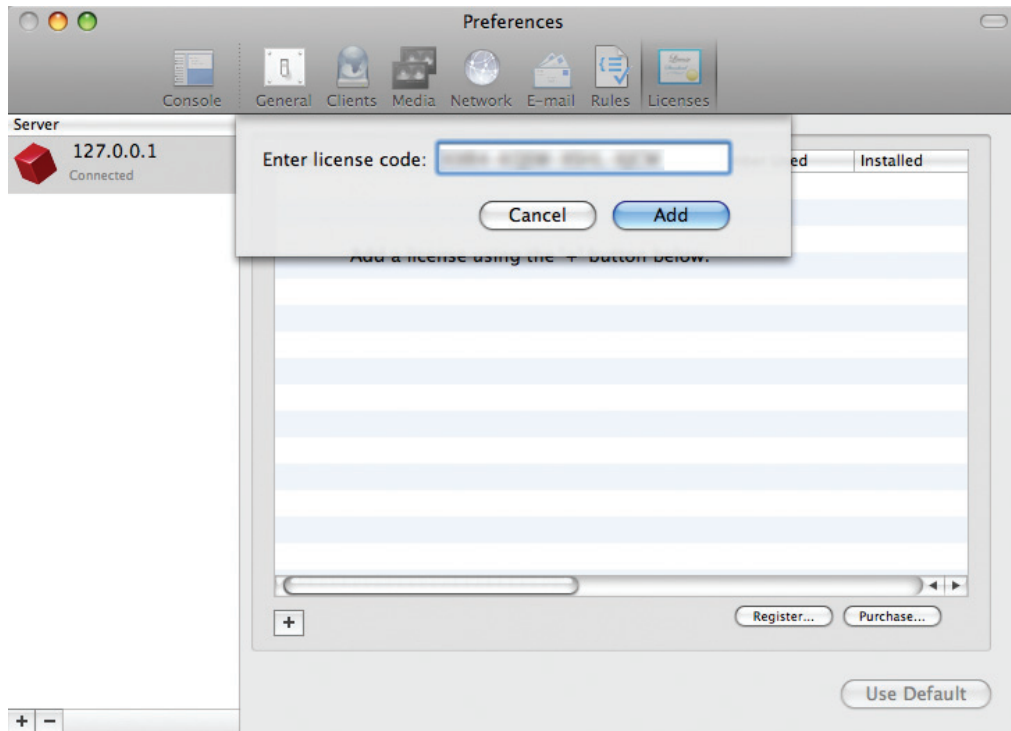 Preferences
Console General Clients Media Network E-mail Rules Licenses
Server
127.0.0.1
Connected
Enter license code:
ed Installed
Cancel Add
Add a license using the '+' button below.
+ Register... Purchase...
Use Default
+ −